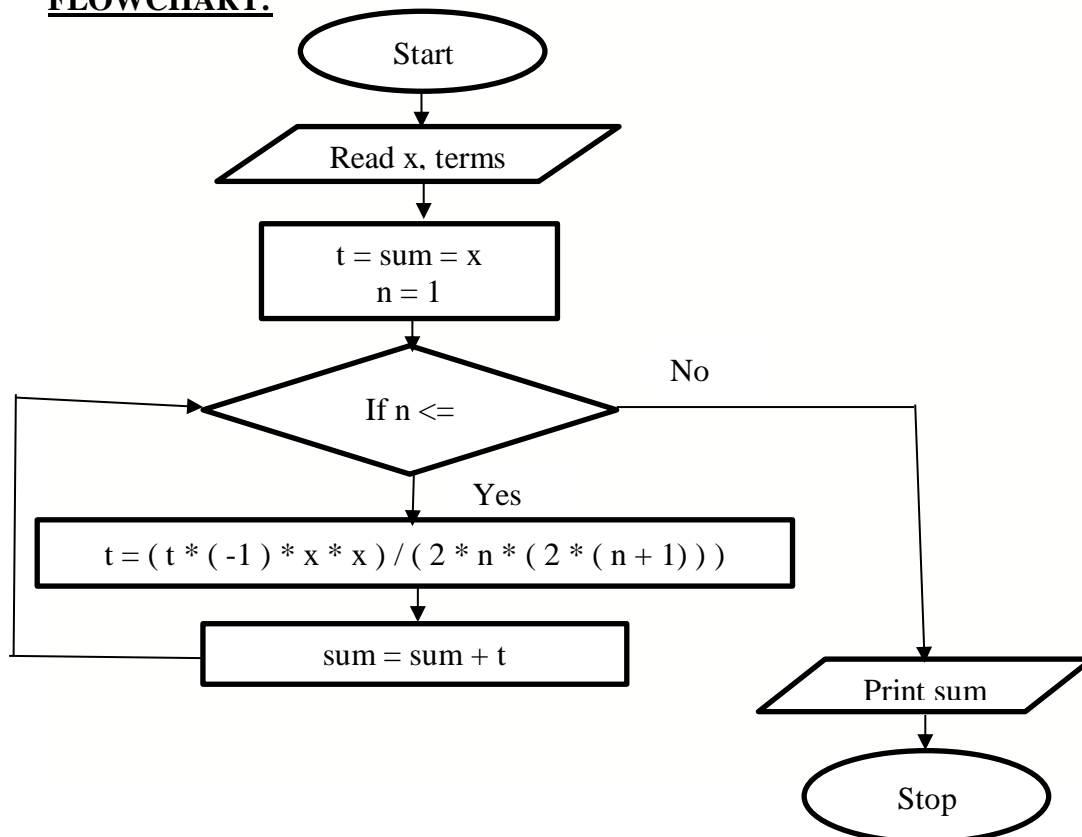 FLOWCHART:
Start
Read x, terms
t = sum = x
n = 1
If n <=
No
Yes
t = ( t * ( -1 ) * x * x ) / ( 2 * n * ( 2 * ( n + 1) ) )
sum = sum + t
Print sum
Stop